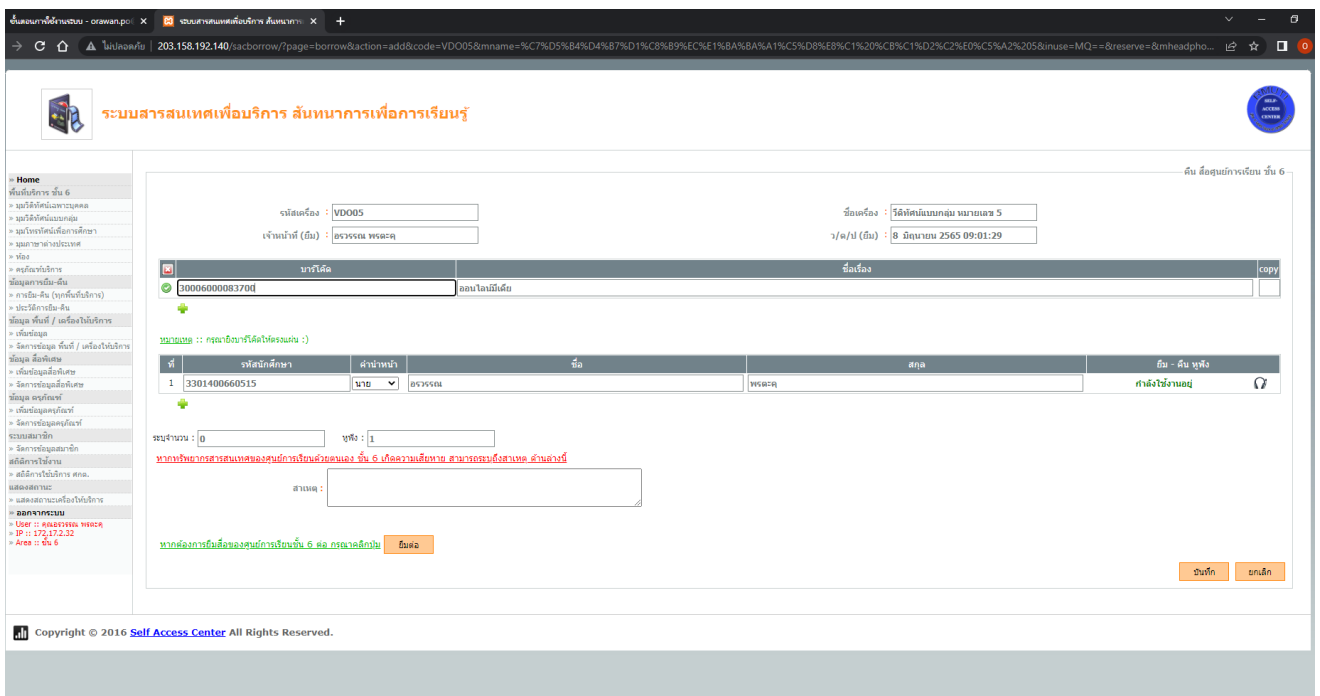 ขั้นตอนการใช้งานระบบ - orawan.po
ระบบสารสนเทศเพื่อบริการ สันทนาการ
ไม่ปลอดภัย | 203.158.192.140/sacborrow/?page=borrow&action=add&code=VDO05&mname=%C7%D5%B4%D4%B7%D1%C8%B9%EC%E1%BA%BA%A1%C5%D8%E8%C1%20%CB%C1%D2%C2%E0%C5%A2%205&inuse=MQ==&reserve=&mheadpho...
ระบบสารสนเทศเพื่อบริการ สันทนาการเพื่อการเรียนรู้
SELF-
ACCESS
CENTER
» Home
พื้นที่บริการ ชั้น 6
» มุมวีดิทัศน์เฉพาะบุคคล
» มุมวีดิทัศน์แบบกลุ่ม
» มุมโทรทัศน์เพื่อการศึกษา
» มุมภาษาต่างประเทศ
» ห้อง
» ครุภัณฑ์บริการ
ข้อมูลการยืม-คืน
» การยืม-คืน (ทุกพื้นที่บริการ)
» ประวัติการยืม-คืน
ข้อมูล พื้นที่ / เครื่องให้บริการ
» เพิ่มข้อมูล
» จัดการข้อมูล พื้นที่ / เครื่องให้บริการ
ข้อมูล สื่อพิเศษ
» เพิ่มข้อมูลสื่อพิเศษ
» จัดการข้อมูลสื่อพิเศษ
ข้อมูล ครุภัณฑ์
» เพิ่มข้อมูลครุภัณฑ์
» จัดการข้อมูลครุภัณฑ์
ระบบสมาชิก
» จัดการข้อมูลสมาชิก
สถิติการใช้งาน
» สถิติการใช้บริการ ศกล.
แสดงสถานะ
» แสดงสถานะเครื่องให้บริการ
» ออกจากระบบ
» User :: คุณอรวรรณ พรตะคุ
» IP :: 172.17.2.32
» Area :: ชั้น 6
คืน สื่อศูนย์การเรียน ชั้น 6
รหัสเครื่อง : VDO05 ชื่อเครื่อง : วีดิทัศน์แบบกลุ่ม หมายเลข 5
เจ้าหน้าที่ (ยืม) : อรวรรณ พรตะคุ ว/ด/ป (ยืม) : 8 มิถุนายน 2565 09:01:29
บาร์โค้ด ชื่อเรื่อง copy
30006000083700 ออนไลน์มีเดีย
หมายเหตุ :: กรุณายิงบาร์โค้ดให้ตรงแผ่น :)
ที่ รหัสนักศึกษา คำนำหน้า ชื่อ สกุล ยืม - คืน หูฟัง
1 3301400660515 นาย อรวรรณ พรตะคุ กำลังใช้งานอยู่
ระบุจำนวน : 0 หูฟัง : 1
หากทรัพยากรสารสนเทศของศูนย์การเรียนด้วยตนเอง ชั้น 6 เกิดความเสียหาย สามารถระบุถึงสาเหตุ ด้านล่างนี้
สาเหตุ :
หากต้องการยืมสื่อของศูนย์การเรียนชั้น 6 ต่อ กรุณาคลิกปุ่ม ยืมต่อ
บันทึก ยกเลิก
Copyright © 2016 Self Access Center All Rights Reserved.